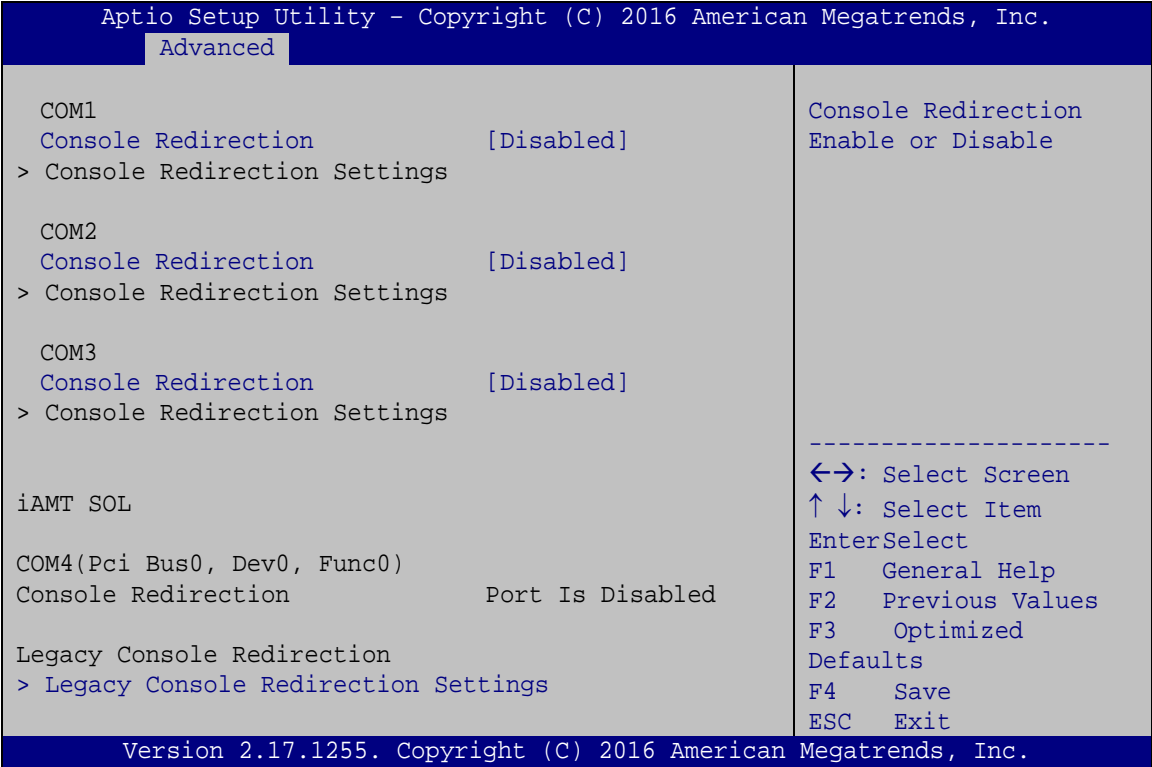 Aptio Setup Utility – Copyright (C) 2016 American Megatrends, Inc.
Advanced
COM1
Console Redirection [Disabled]
> Console Redirection Settings
COM2
Console Redirection [Disabled]
> Console Redirection Settings
COM3
Console Redirection [Disabled]
> Console Redirection Settings
iAMT SOL
COM4(Pci Bus0, Dev0, Func0)
Console Redirection Port Is Disabled
Legacy Console Redirection
> Legacy Console Redirection Settings
Console Redirection
Enable or Disable
---------------------
←→: Select Screen
↑ ↓: Select Item
EnterSelect
F1 General Help
F2 Previous Values
F3 Optimized
Defaults
F4 Save
ESC Exit
Version 2.17.1255. Copyright (C) 2016 American Megatrends, Inc.